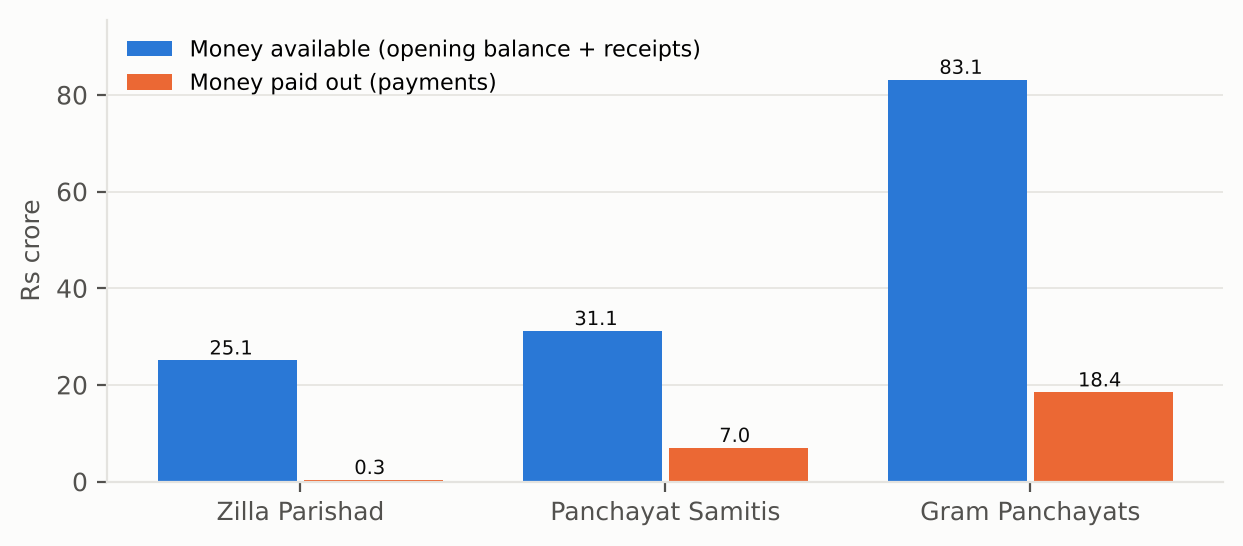 Money available (opening balance + receipts)
Money paid out (payments)
Rs crore
80
60
40
20
0
25.1
0.3
31.1
7.0
83.1
18.4
Zilla Parishad
Panchayat Samitis
Gram Panchayats